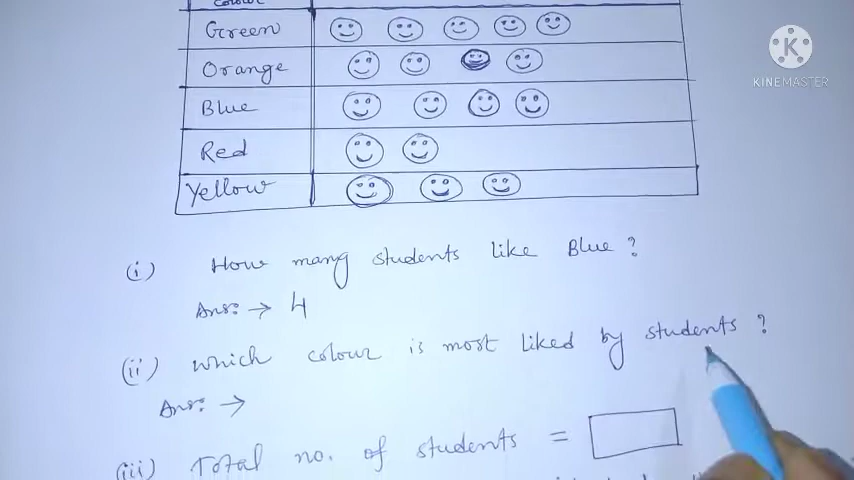 colour
Green
Orange
Blue
Red
Yellow
K
KINEMASTER
(i) How many students like Blue ?
Ans: → 4
(ii) which colour is most liked by students ?
Ans: →
(iii) Total no. of students =